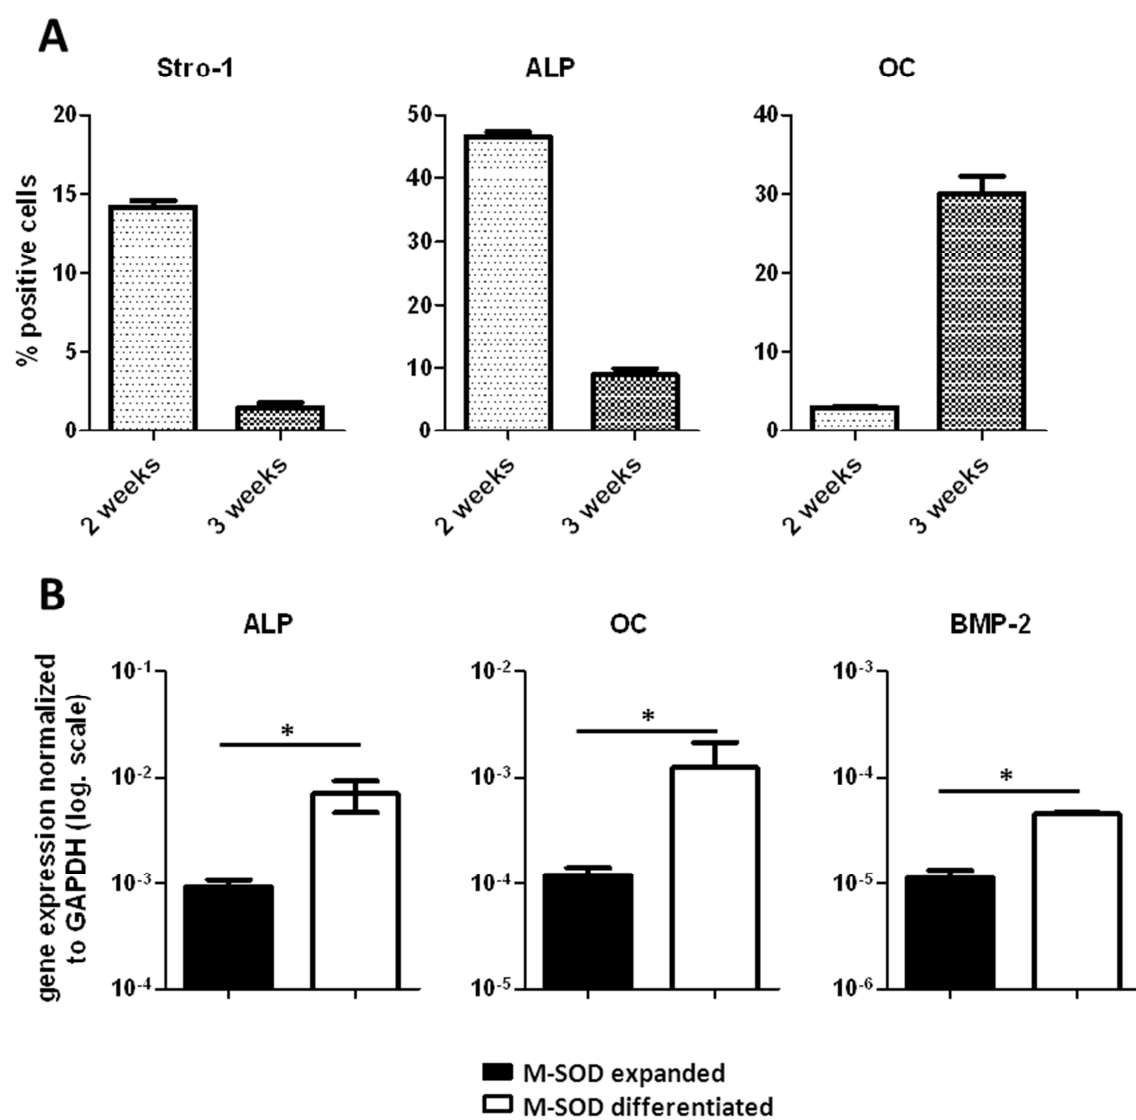 A
Stro-1 ALP OC
% positive cells
20
15
10
5
0
2 weeks 3 weeks
50
40
30
20
10
0
2 weeks 3 weeks
40
30
20
10
0
2 weeks 3 weeks
B
ALP OC BMP-2
gene expression normalized
to GAPDH (log. scale)
10-1
10-2
10-3
10-4
*
10-2
10-3
10-4
10-5
*
10-3
10-4
10-5
10-6
*
M-SOD expanded
M-SOD differentiated